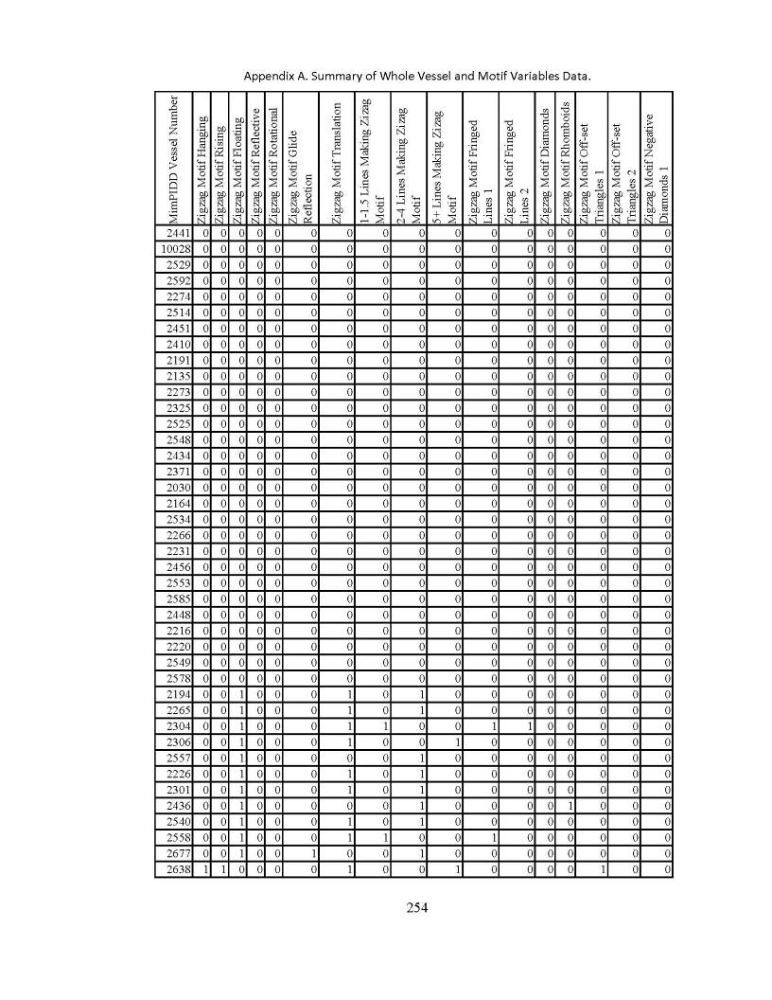 Appendix A. Summary of Whole Vessel and Motif Variables Data.
MimPIDD Vessel Number
Zigzag Motif Hanging
Zigzag Motif Rising
Zigzag Motif Floating
Zigzag Motif Reflective
Zigzag Motif Rotational
Zigzag Motif Glide
Reflection
Zigzag Motif Translation
1-1.5 Lines Making Zizag
Motif
2-4 Lines Making Zizag
Motif
5+ Lines Making Zizag
Motif
Zigzag Motif Fringed
Lines 1
Zigzag Motif Fringed
Lines 2
Zigzag Motif Diamonds
Zigzag Motif Rhomboids
Zigzag Motif Off-set
Triangles 1
Zigzag Motif Off-set
Triangles 2
Zigzag Motif Negative
Diamonds 1
2441 0 0 0 0 0 0 0 0 0 0 0 0 0 0 0 0 0
10028 0 0 0 0 0 0 0 0 0 0 0 0 0 0 0 0 0
2529 0 0 0 0 0 0 0 0 0 0 0 0 0 0 0 0 0
2592 0 0 0 0 0 0 0 0 0 0 0 0 0 0 0 0 0
2274 0 0 0 0 0 0 0 0 0 0 0 0 0 0 0 0 0
2514 0 0 0 0 0 0 0 0 0 0 0 0 0 0 0 0 0
2451 0 0 0 0 0 0 0 0 0 0 0 0 0 0 0 0 0
2410 0 0 0 0 0 0 0 0 0 0 0 0 0 0 0 0 0
2191 0 0 0 0 0 0 0 0 0 0 0 0 0 0 0 0 0
2135 0 0 0 0 0 0 0 0 0 0 0 0 0 0 0 0 0
2273 0 0 0 0 0 0 0 0 0 0 0 0 0 0 0 0 0
2325 0 0 0 0 0 0 0 0 0 0 0 0 0 0 0 0 0
2525 0 0 0 0 0 0 0 0 0 0 0 0 0 0 0 0 0
2548 0 0 0 0 0 0 0 0 0 0 0 0 0 0 0 0 0
2434 0 0 0 0 0 0 0 0 0 0 0 0 0 0 0 0 0
2371 0 0 0 0 0 0 0 0 0 0 0 0 0 0 0 0 0
2030 0 0 0 0 0 0 0 0 0 0 0 0 0 0 0 0 0
2164 0 0 0 0 0 0 0 0 0 0 0 0 0 0 0 0 0
2534 0 0 0 0 0 0 0 0 0 0 0 0 0 0 0 0 0
2266 0 0 0 0 0 0 0 0 0 0 0 0 0 0 0 0 0
2231 0 0 0 0 0 0 0 0 0 0 0 0 0 0 0 0 0
2456 0 0 0 0 0 0 0 0 0 0 0 0 0 0 0 0 0
2553 0 0 0 0 0 0 0 0 0 0 0 0 0 0 0 0 0
2585 0 0 0 0 0 0 0 0 0 0 0 0 0 0 0 0 0
2448 0 0 0 0 0 0 0 0 0 0 0 0 0 0 0 0 0
2216 0 0 0 0 0 0 0 0 0 0 0 0 0 0 0 0 0
2220 0 0 0 0 0 0 0 0 0 0 0 0 0 0 0 0 0
2549 0 0 0 0 0 0 0 0 0 0 0 0 0 0 0 0 0
2578 0 0 0 0 0 0 0 0 0 0 0 0 0 0 0 0 0
2194 0 0 1 0 0 0 1 0 1 0 0 0 0 0 0 0 0
2265 0 0 1 0 0 0 1 0 1 0 0 0 0 0 0 0 0
2304 0 0 1 0 0 0 1 1 0 0 1 1 0 0 0 0 0
2306 0 0 1 0 0 0 1 0 0 1 0 0 0 0 0 0 0
2557 0 0 1 0 0 0 0 0 1 0 0 0 0 0 0 0 0
2226 0 0 1 0 0 0 1 0 1 0 0 0 0 0 0 0 0
2301 0 0 1 0 0 0 1 0 1 0 0 0 0 0 0 0 0
2436 0 0 1 0 0 0 0 0 1 0 0 0 0 1 0 0 0
2540 0 0 1 0 0 0 1 0 1 0 0 0 0 0 0 0 0
2558 0 0 1 0 0 0 1 1 0 0 1 0 0 0 0 0 0
2677 0 0 1 0 0 1 0 0 1 0 0 0 0 0 0 0 0
2638 1 1 0 0 0 0 1 0 0 1 0 0 0 0 1 0 0
254